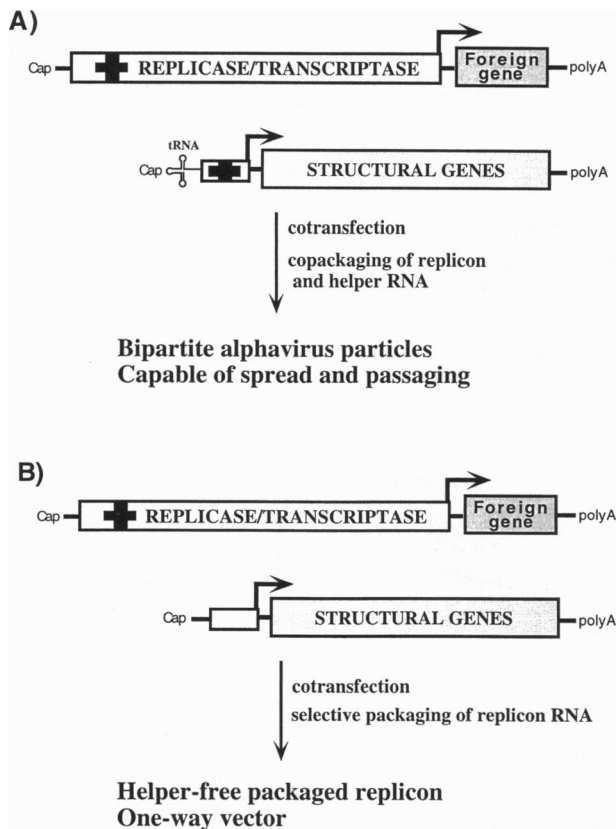 A)
Cap
REPLICASE/TRANSCRIPTASE
Foreign
gene
polyA
tRNA
Cap
STRUCTURAL GENES
polyA
cotransfection
copackaging of replicon
and helper RNA
Bipartite alphavirus particles
Capable of spread and passaging
B)
Cap
REPLICASE/TRANSCRIPTASE
Foreign
gene
polyA
Cap
STRUCTURAL GENES
polyA
cotransfection
selective packaging of replicon RNA
Helper-free packaged replicon
One-way vector